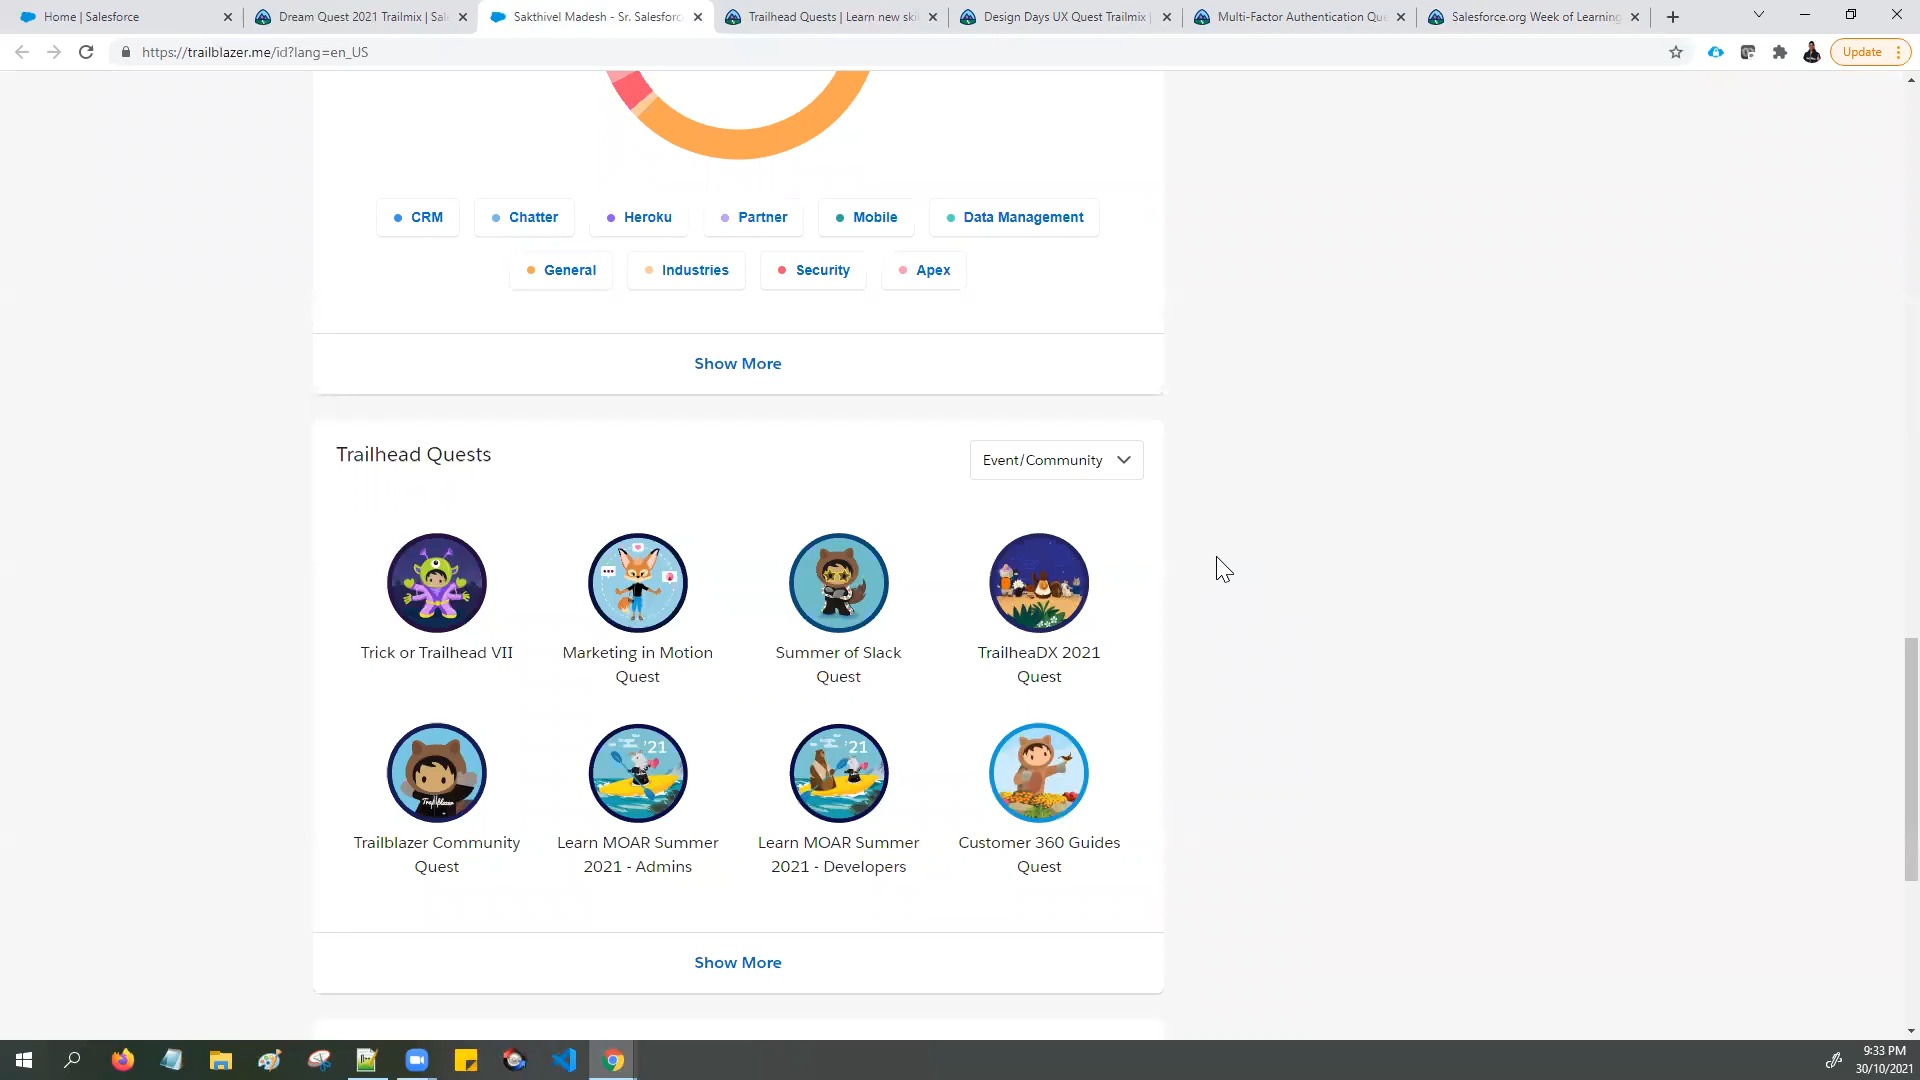 Home | Salesforce
Dream Quest 2021 Trailmix | Sal
Sakthivel Madesh - Sr. Salesforc
Trailhead Quests | Learn new ski
Design Days UX Quest Trailmix |
Multi-Factor Authentication Que
Salesforce.org Week of Learning
https://trailblazer.me/id?lang=en_US
Update
CRM
Chatter
Heroku
Partner
Mobile
Data Management
General
Industries
Security
Apex
Show More
Trailhead Quests
Event/Community
Trick or Trailhead VII
Marketing in Motion
Quest
Summer of Slack
Quest
TrailheaDX 2021
Quest
Trailblazer
'21
'21
Trailblazer Community
Quest
Learn MOAR Summer
2021 - Admins
Learn MOAR Summer
2021 - Developers
Customer 360 Guides
Quest
Show More
9:33 PM
30/10/2021